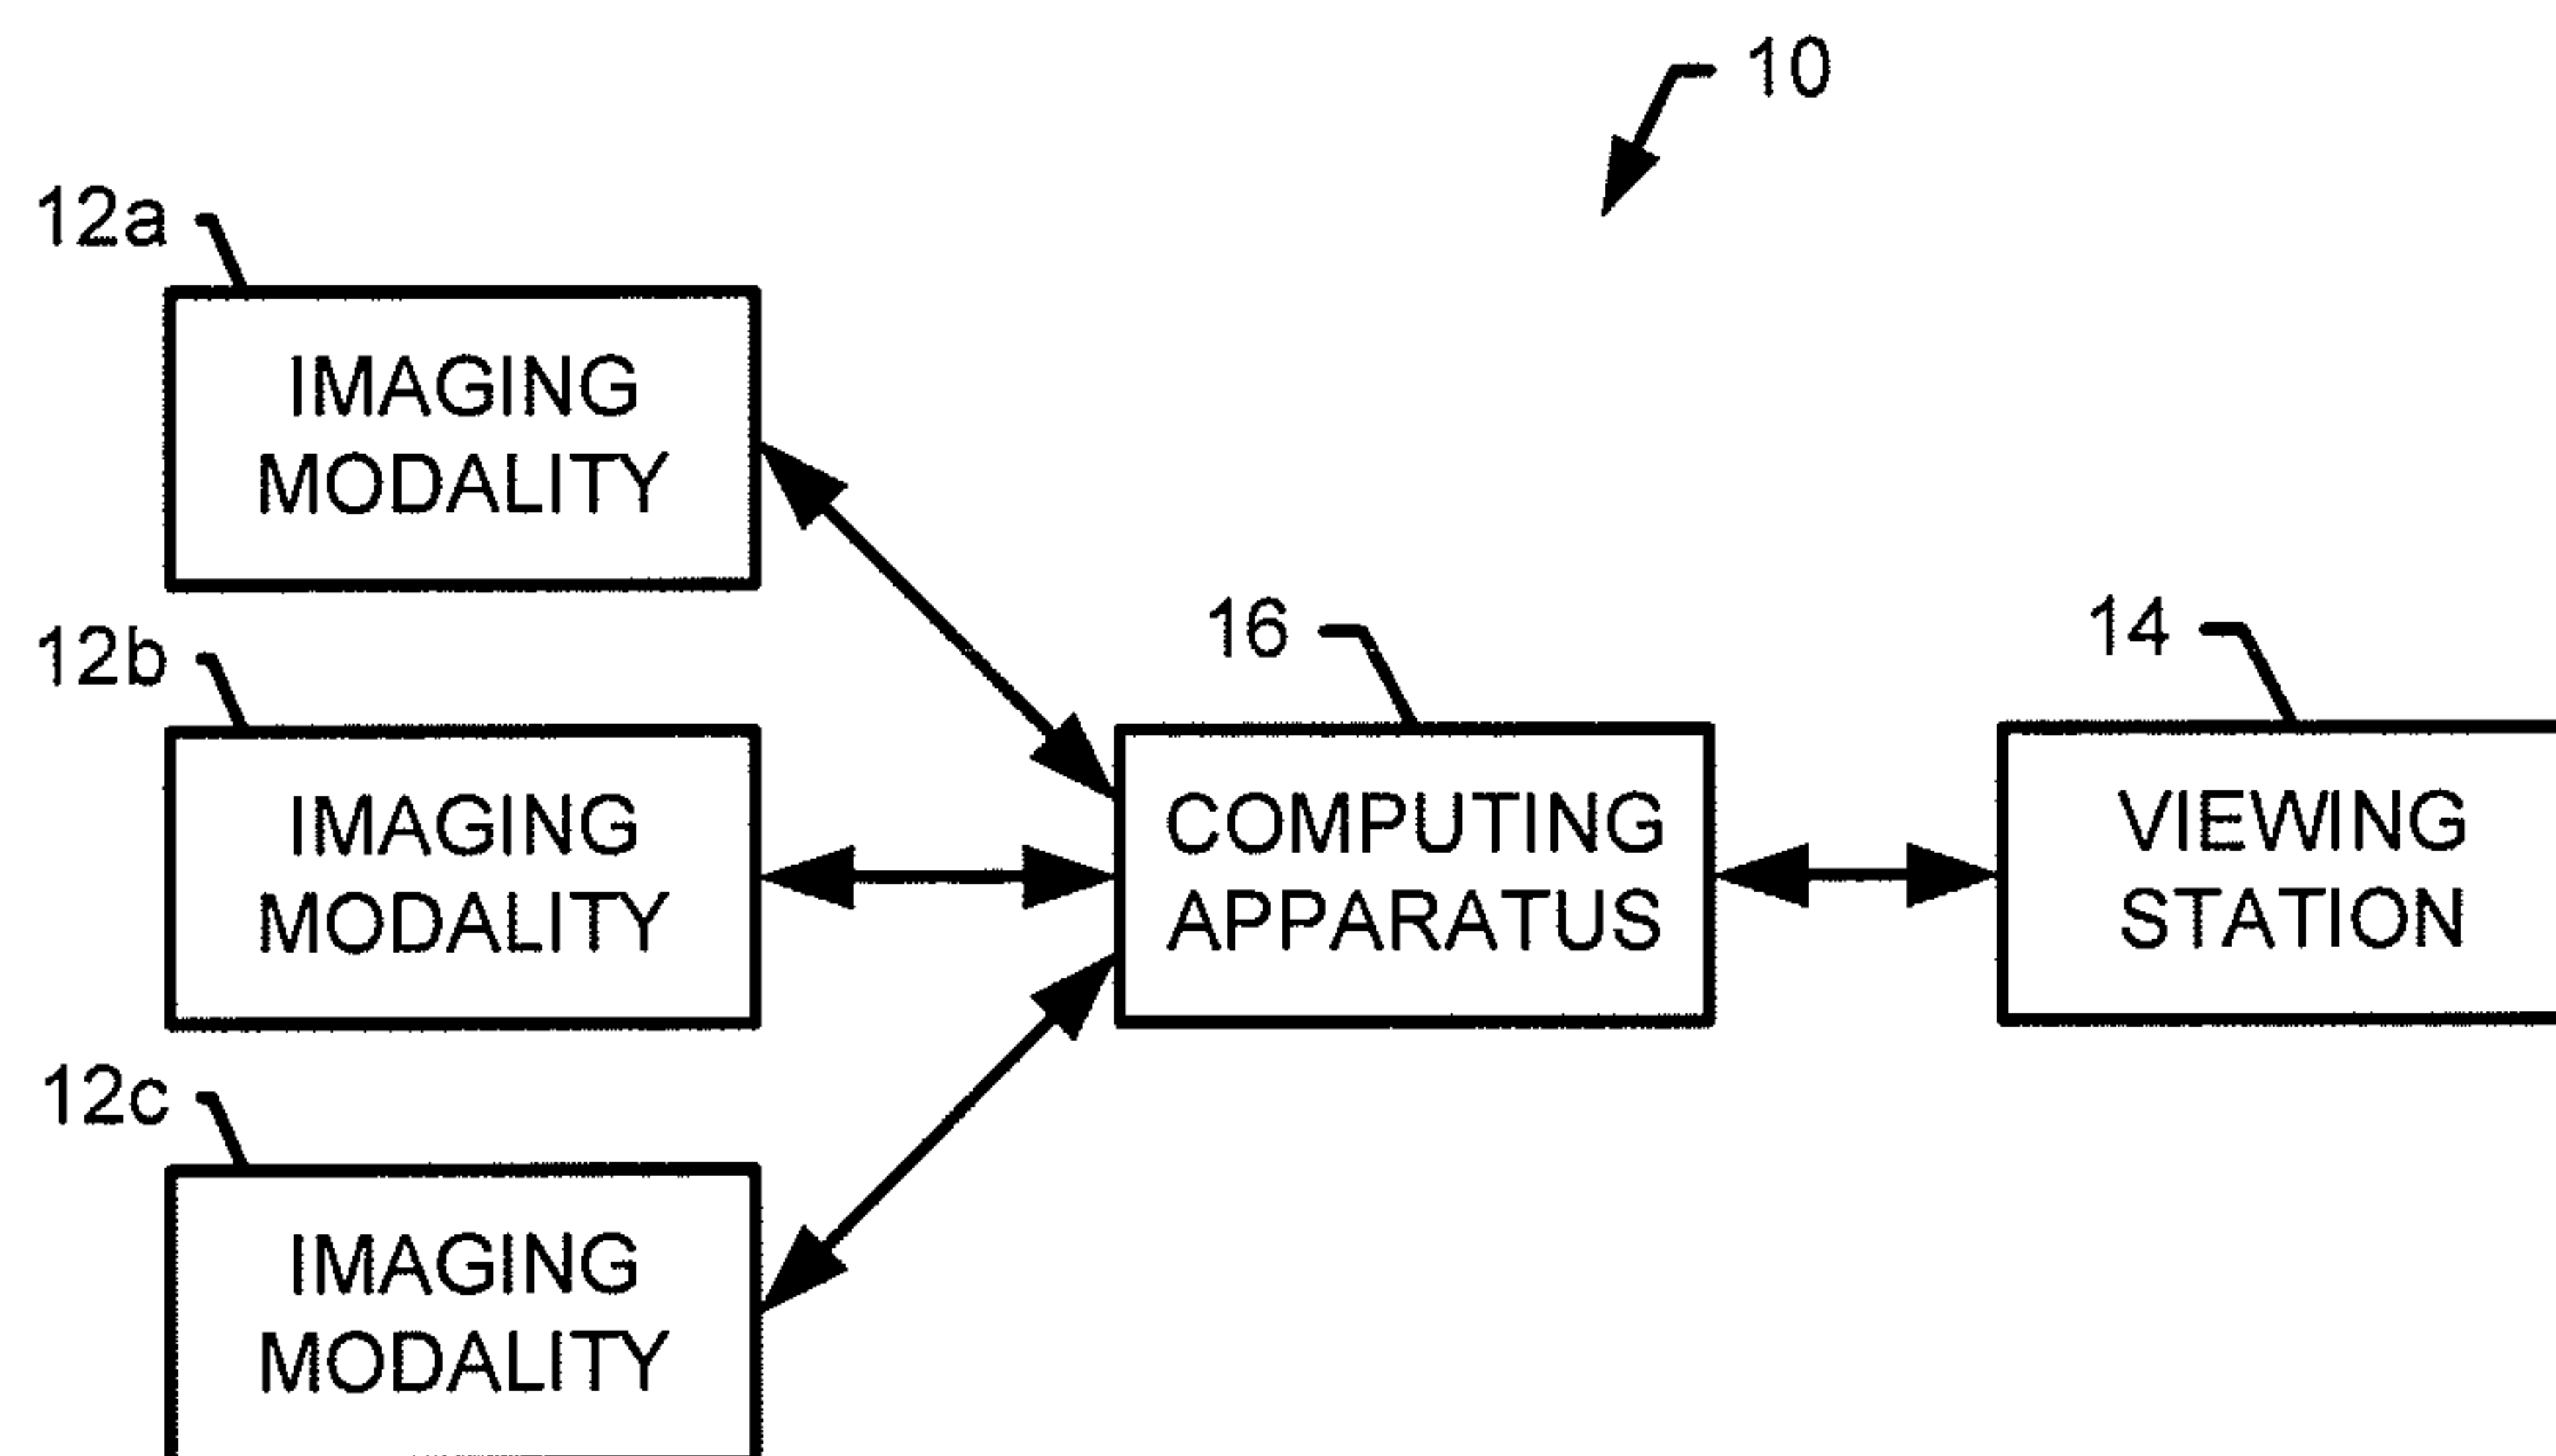 10
12a
IMAGING
MODALITY
12b
IMAGING
MODALITY
16
COMPUTING
APPARATUS
14
VIEWING
STATION
12c
IMAGING
MODALITY